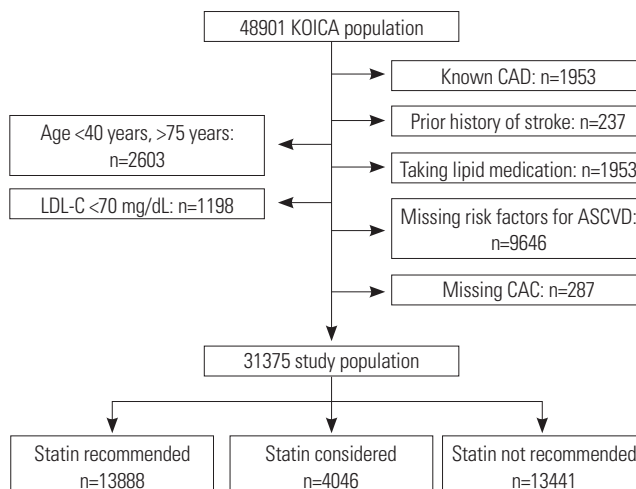 48901 KOICA population
Known CAD: n=1953
Prior history of stroke: n=237
Age <40 years, >75 years:
n=2603
Taking lipid medication: n=1953
LDL-C <70 mg/dL: n=1198
Missing risk factors for ASCVD:
n=9646
Missing CAC: n=287
31375 study population
Statin recommended
n=13888
Statin considered
n=4046
Statin not recommended
n=13441